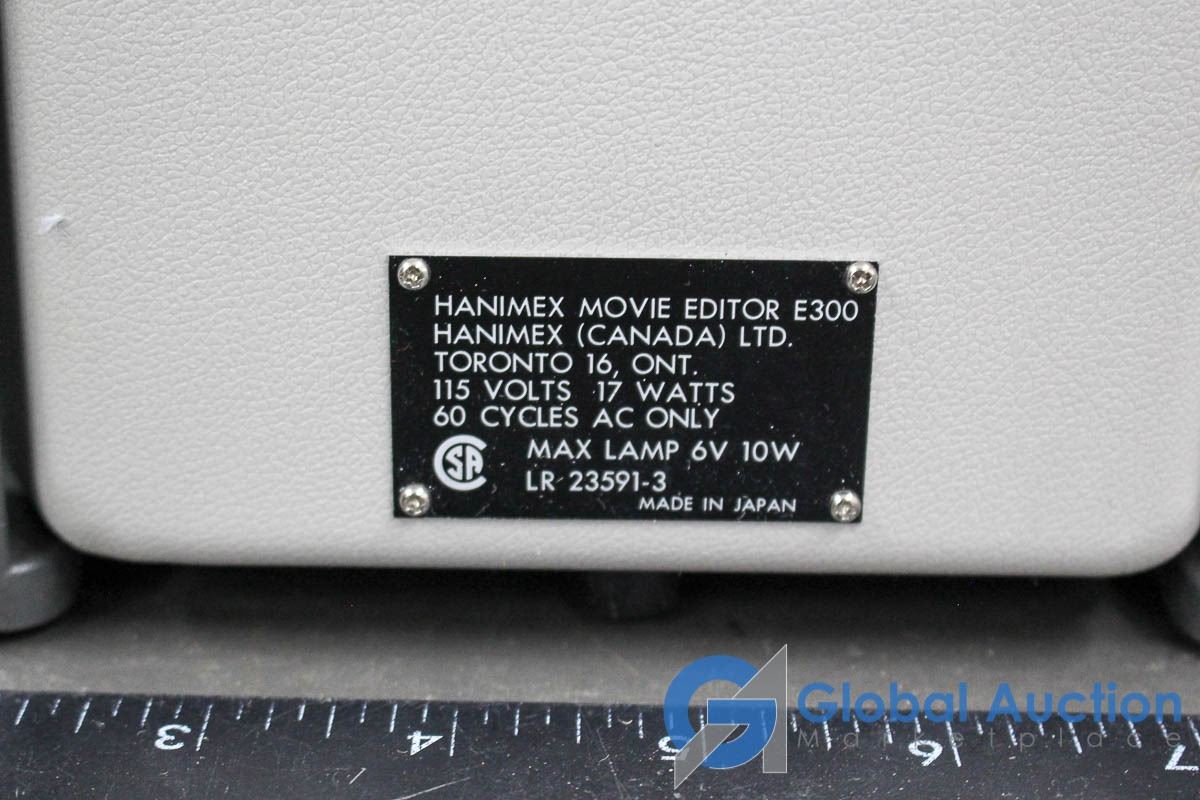 HANIMEX MOVIE EDITOR E300
HANIMEX (CANADA) LTD.
TORONTO 16, ONT.
115 VOLTS 17 WATTS
60 CYCLES AC ONLY
CSA MAX LAMP 6V 10W
LR 23591-3
MADE IN JAPAN
3 4 5 6 7
GA Global Auction
Marketplace